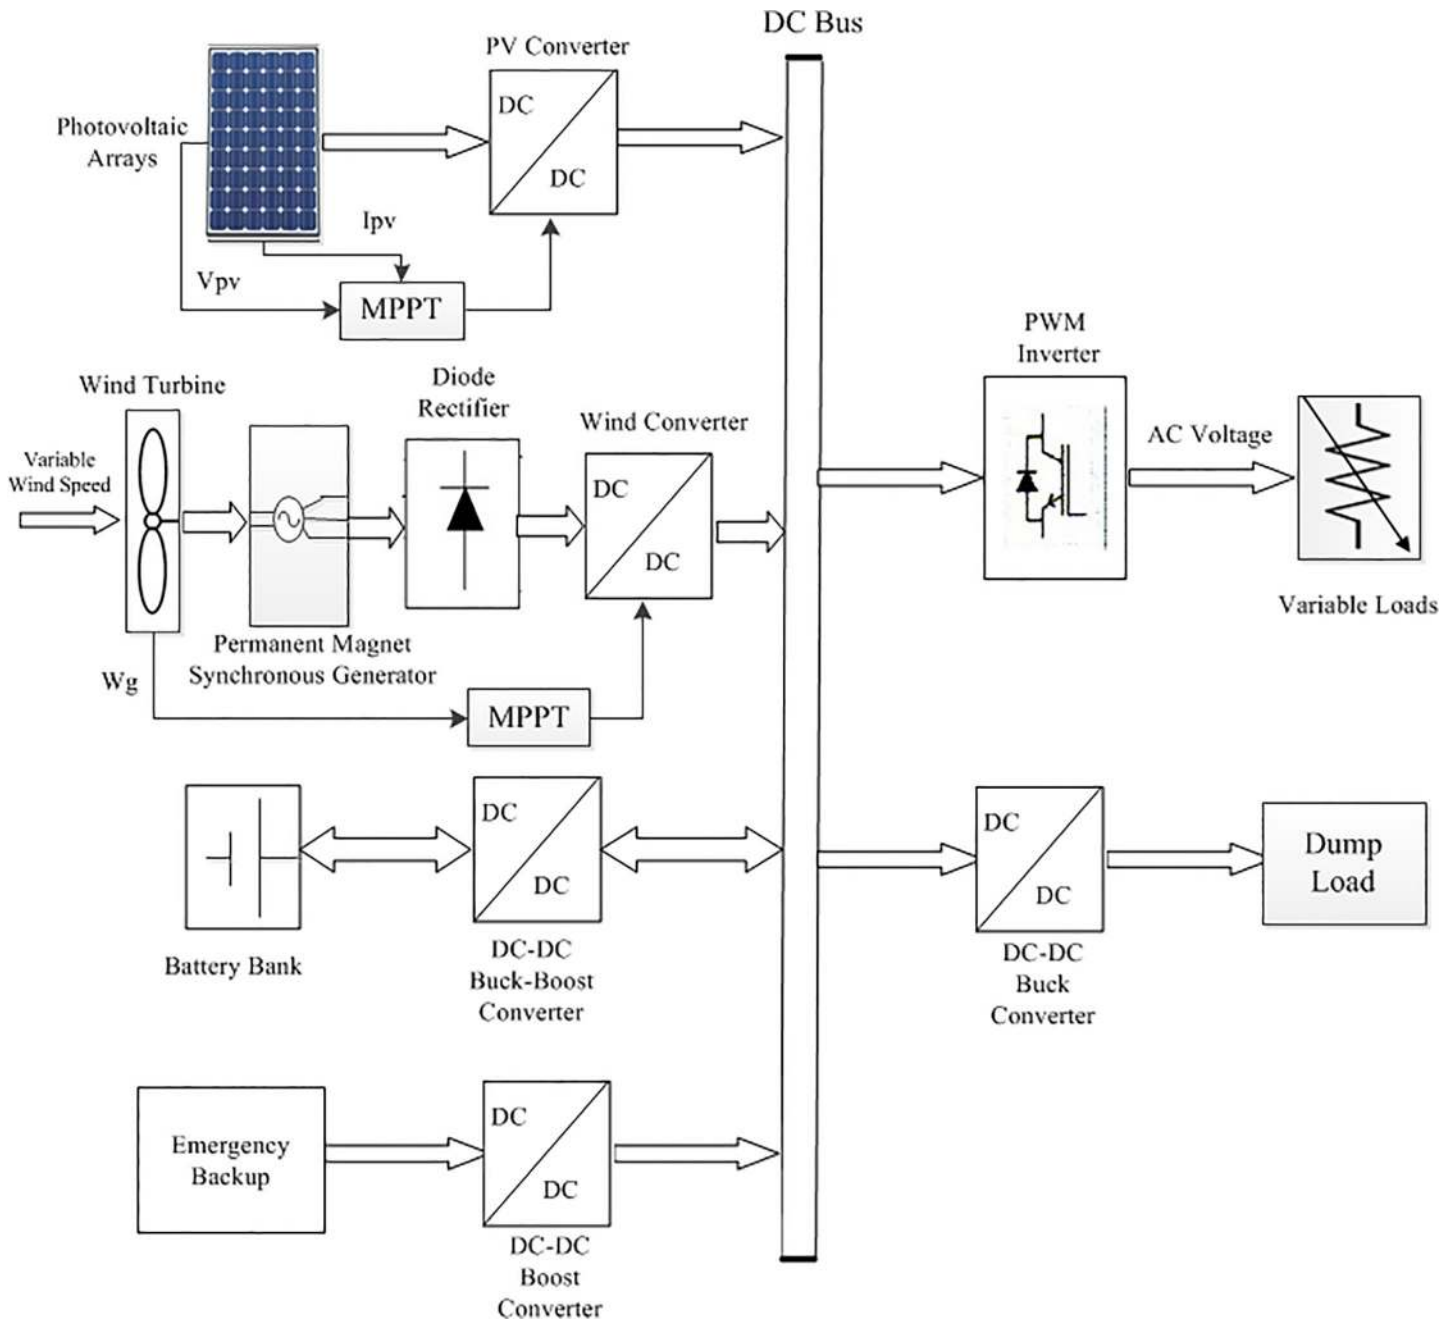 DC Bus
PV Converter
DC
DC
Photovoltaic
Arrays
Ipv
Vpv
MPPT
PWM
Inverter
AC Voltage
Variable Loads
Wind Turbine
Diode
Rectifier
Wind Converter
Variable
Wind Speed
DC
DC
Permanent Magnet
Synchronous Generator
Wg
MPPT
DC
DC
Battery Bank
DC-DC
Buck-Boost
Converter
DC
DC
DC-DC
Buck
Converter
Dump
Load
Emergency
Backup
DC
DC
DC-DC
Boost
Converter